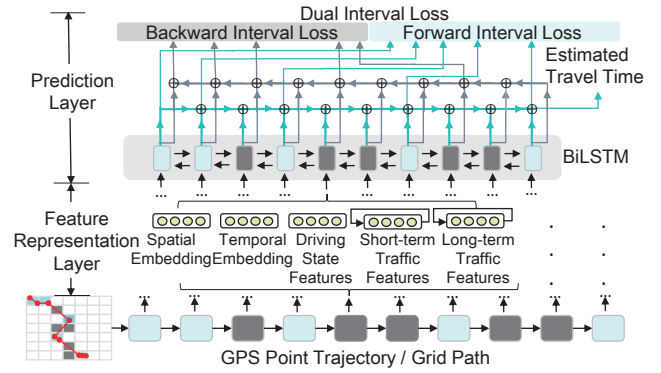 Dual Interval Loss
Backward Interval Loss
Forward Interval Loss
Estimated
Travel Time
Prediction
Layer
BiLSTM
... ... ... ... ... ... ... ... ... ...
Feature
Representation
Layer
Spatial
Embedding
Temporal
Embedding
Driving
State
Features
Short-term
Traffic
Features
Long-term
Traffic
Features
... ... ... ... ... ... ... ... ... ...
GPS Point Trajectory / Grid Path